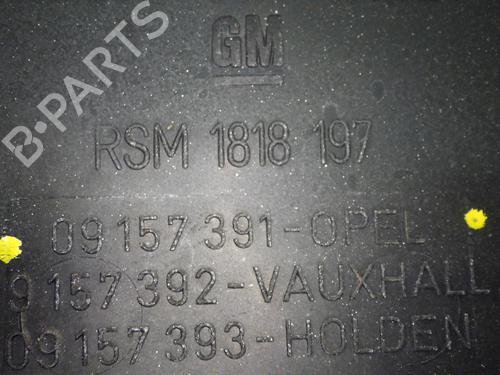 GM
B-PARTS
RSM 1818 197
09 157 391-OPEL
9 157 392-VAUXHALL
09 157 393-HOLDEN